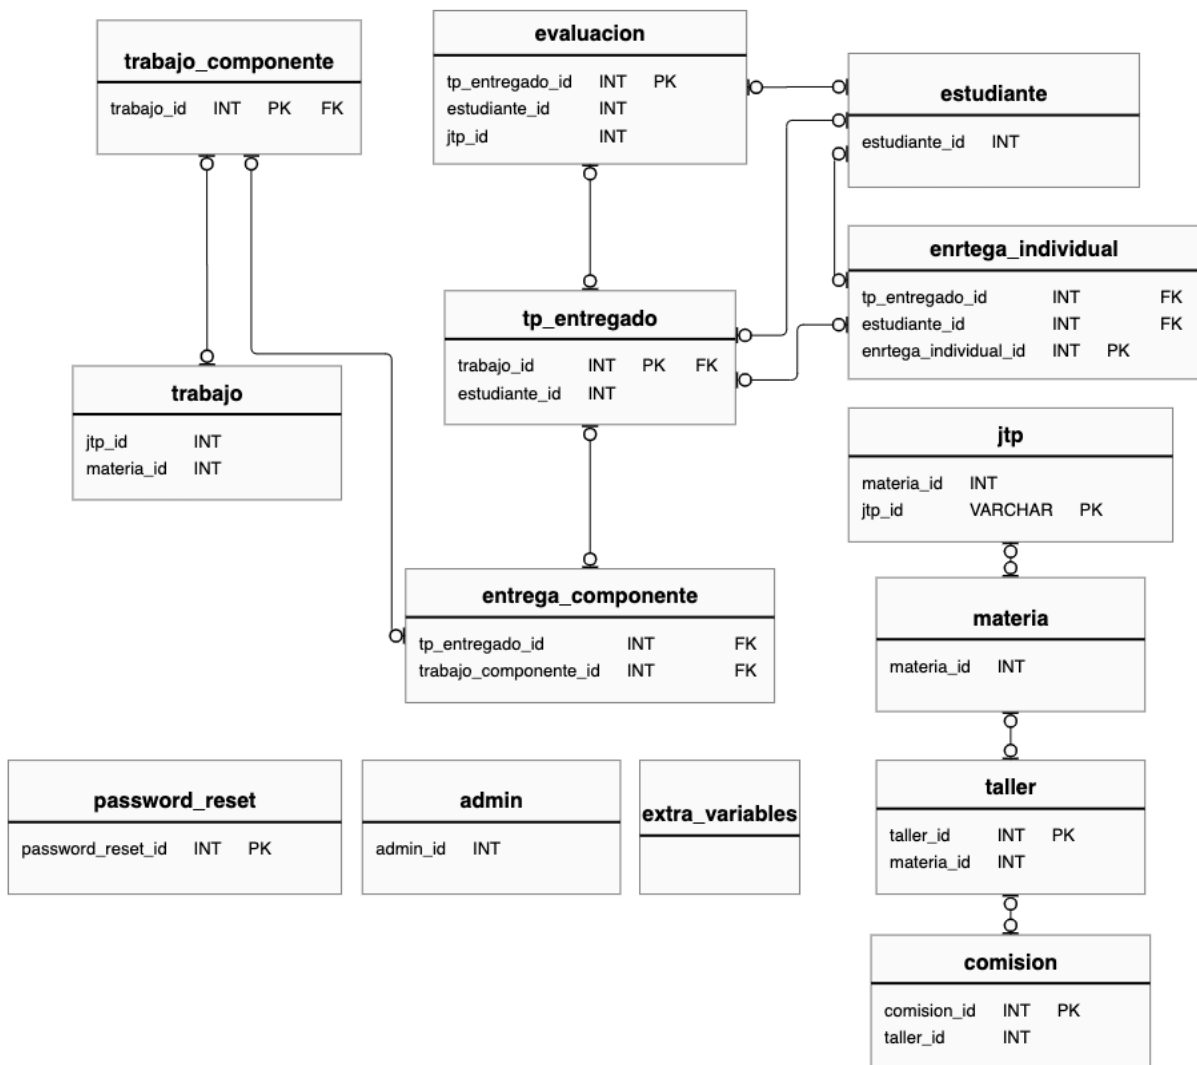 trabajo_componente
trabajo_id INT PK FK
evaluacion
tp_entregado_id INT PK
estudiante_id INT
jtp_id INT
estudiante
estudiante_id INT
enrtega_individual
tp_entregado_id INT FK
estudiante_id INT FK
enrtega_individual_id INT PK
tp_entregado
trabajo_id INT PK FK
estudiante_id INT
trabajo
jtp_id INT
materia_id INT
jtp
materia_id INT
jtp_id VARCHAR PK
entrega_componente
tp_entregado_id INT FK
trabajo_componente_id INT FK
materia
materia_id INT
password_reset
password_reset_id INT PK
admin
admin_id INT
extra_variables
taller
taller_id INT PK
materia_id INT
comision
comision_id INT PK
taller_id INT